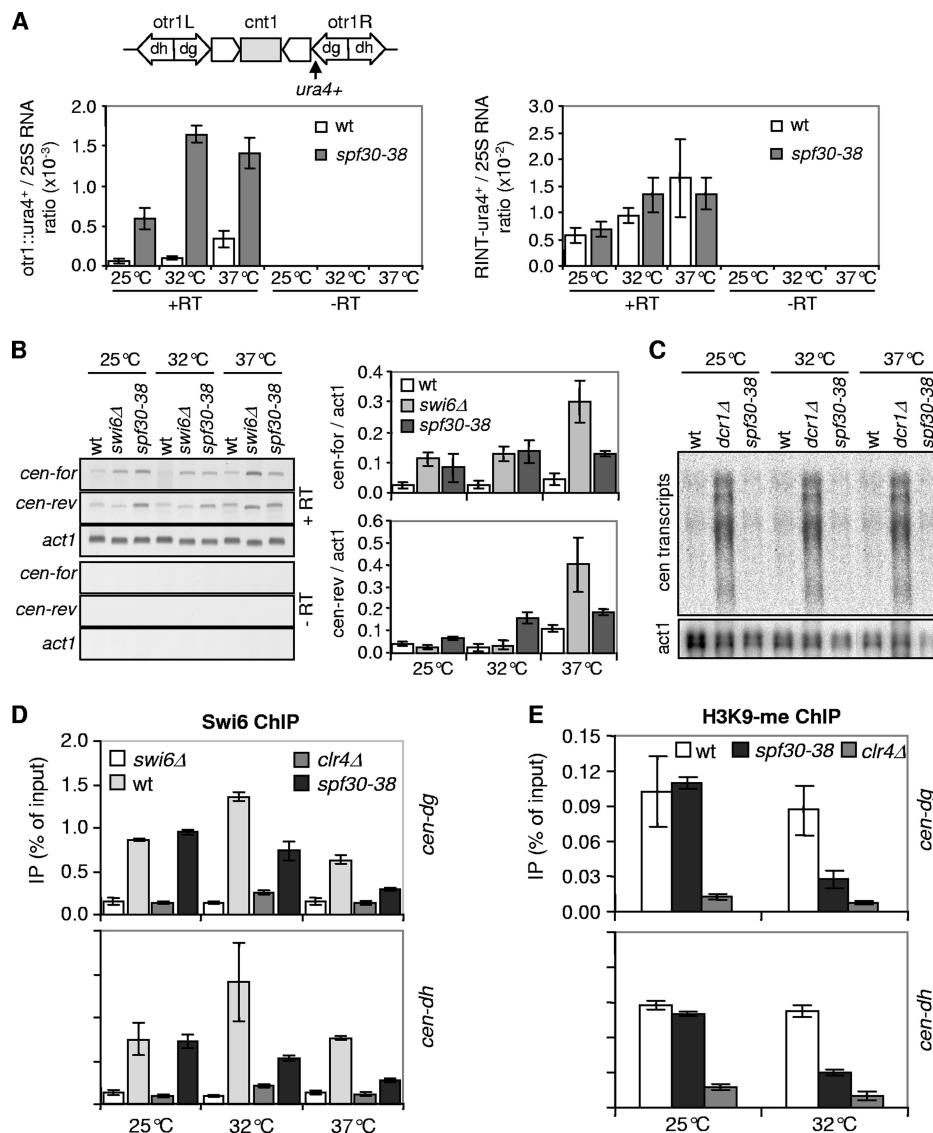 A
otr1L cnt1 otr1R
dh dg dg dh
ura4+
otr1::ura4+ / 25S RNA
ratio (x10-3)
2.0
1.5
1.0
0.5
0
wt
spf30-38
25°C 32°C 37°C 25°C 32°C 37°C
+RT -RT
RINT-ura4+ / 25S RNA
ratio (x10-2)
3.0
2.5
2.0
1.5
1.0
0.5
0.0
wt
spf30-38
25°C 32°C 37°C 25°C 32°C 37°C
+RT -RT
B
25°C 32°C 37°C
wt swi6Δ spf30-38 wt swi6Δ spf30-38 wt swi6Δ spf30-38
cen-for
cen-rev
act1
+ RT
cen-for
cen-rev
act1
- RT
cen-for / act1
0.4
0.3
0.2
0.1
0.0
wt
swi6Δ
spf30-38
cen-rev / act1
0.6
0.5
0.4
0.3
0.2
0.1
0.0
25°C 32°C 37°C
C
25°C 32°C 37°C
wt dcr1Δ spf30-38 wt dcr1Δ spf30-38 wt dcr1Δ spf30-38
cen transcripts
act1
D
Swi6 ChIP
IP (% of input)
2.0
1.5
1.0
0.5
0.0
swi6Δ clr4Δ
wt spf30-38
cen-dg
cen-dh
25°C 32°C 37°C
E
H3K9-me ChIP
IP (% of input)
0.15
0.12
0.09
0.06
0.03
0.00
wt spf30-38 clr4Δ
cen-dg
cen-dh
25°C 32°C